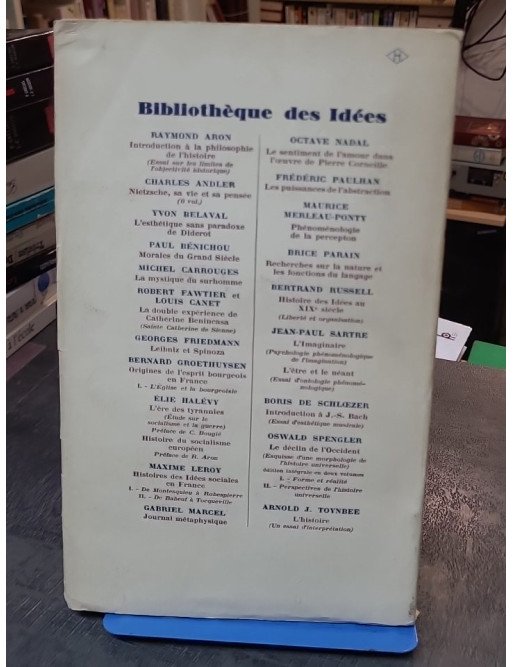 Bibliothèque des Idées
RAYMOND ARON
Introduction à la philosophie
de l'histoire
(Essai sur les limites de
l'objectivité historique)
CHARLES ANDLER
Nietzsche, sa vie et sa pensée
(6 vol.)
YVON BELAVAL
L'esthétique sans paradoxe
de Diderot
PAUL BÉNICHOU
Morales du Grand Siècle
MICHEL CARROUGES
La mystique du surhomme
ROBERT FAWTIER et
LOUIS CANET
La double expérience de
Catherine Benincasa
(Sainte Catherine de Sienne)
GEORGES FRIEDMANN
Leibniz et Spinoza
BERNARD GROETHUYSEN
Origines de l'esprit bourgeois
en France
I. - L'Église et la bourgeoisie
ÉLIE HALÉVY
L'ère des tyrannies
(Étude sur le
socialisme et la guerre)
Préface de C. Bouglé
Histoire du socialisme
européen
Préface de R. Aron
MAXIME LEROY
Histoires des Idées sociales
en France
I. - De Montesquieu à Robespierre
II. - De Babeuf à Tocqueville
GABRIEL MARCEL
Journal métaphysique
OCTAVE NADAL
Le sentiment de l'amour dans
l'œuvre de Pierre Corneille
FRÉDÉRIC PAULHAN
Les puissances de l'abstraction
MAURICE
MERLEAU-PONTY
Phénoménologie
de la perception
BRICE PARAIN
Recherches sur la nature et
les fonctions du langage
BERTRAND RUSSELL
Histoire des Idées au
XIXe siècle
(Liberté et organisation)
JEAN-PAUL SARTRE
L'Imaginaire
(Psychologie phénoménologique
de l'imagination)
L'être et le néant
(Essai d'ontologie phénomé-
nologique)
BORIS DE SCHLŒZER
Introduction à J.-S. Bach
(Essai d'esthétique musicale)
OSWALD SPENGLER
Le déclin de l'Occident
(Esquisse d'une morphologie de
l'histoire universelle)
édition intégrale en deux volumes
I. - Forme et réalité
II. - Perspectives de l'histoire
universelle
ARNOLD J. TOYNBEE
L'histoire
(Un essai d'interprétation)